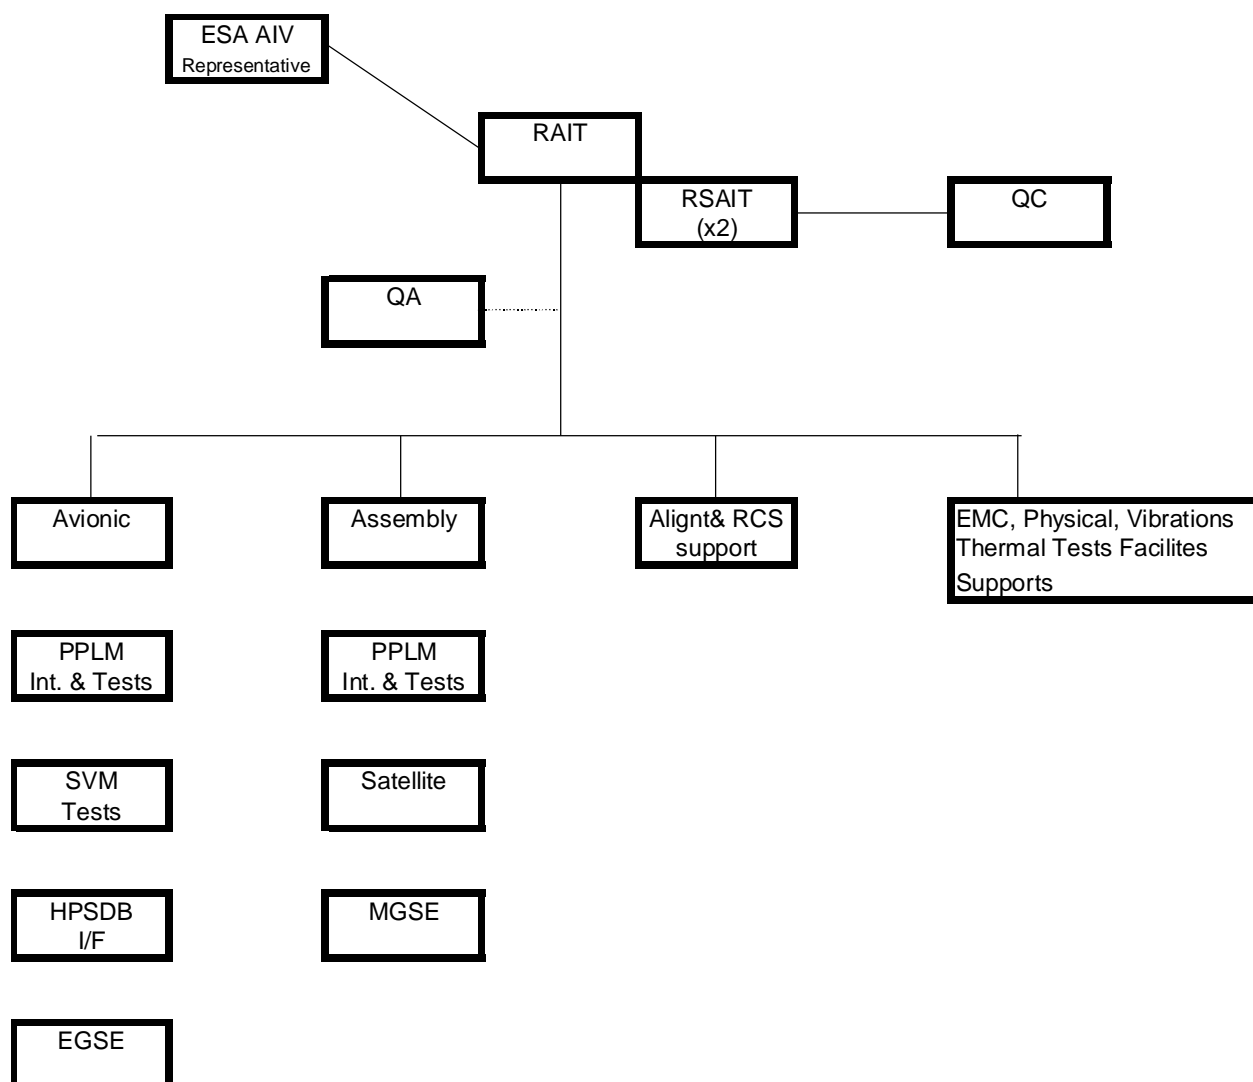 ESA AIV
Representative
RAIT
RSAIT
(x2)
QC
QA
Avionic
Assembly
Alignt& RCS
support
EMC, Physical, Vibrations
Thermal Tests Facilites
Supports
PPLM
Int. & Tests
PPLM
Int. & Tests
SVM
Tests
Satellite
HPSDB
I/F
MGSE
EGSE